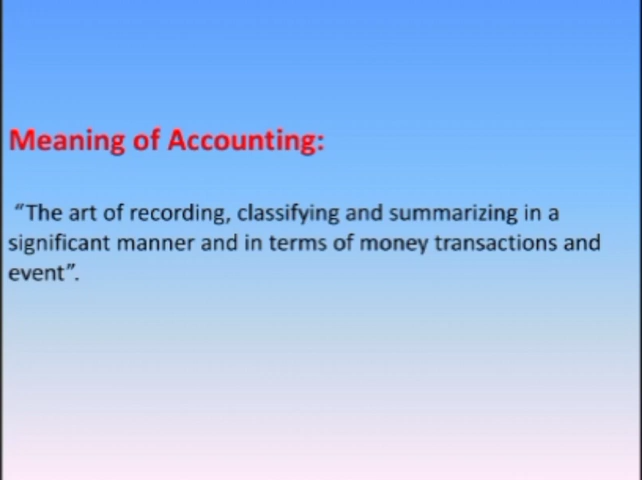 Meaning of Accounting:
“The art of recording, classifying and summarizing in a
significant manner and in terms of money transactions and
event”.